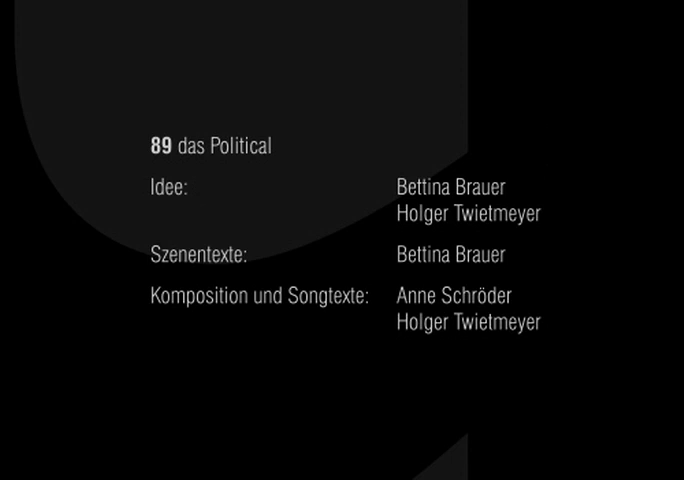 89 das Political
Idee: Bettina Brauer
Holger Twietmeyer
Szenentexte: Bettina Brauer
Komposition und Songtexte: Anne Schröder
Holger Twietmeyer